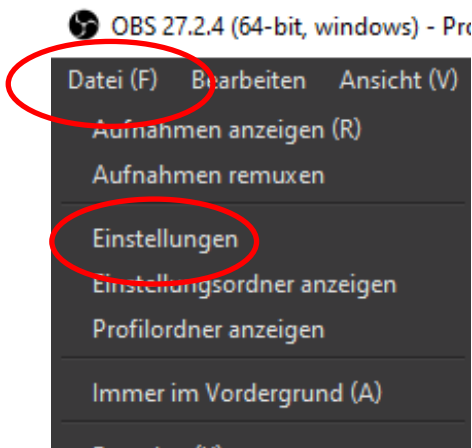 OBS 27.2.4 (64-bit, windows) - Pro
Datei (F) Bearbeiten Ansicht (V)
Aufnahmen anzeigen (R)
Aufnahmen remuxen
Einstellungen
Einstellungsordner anzeigen
Profilordner anzeigen
Immer im Vordergrund (A)